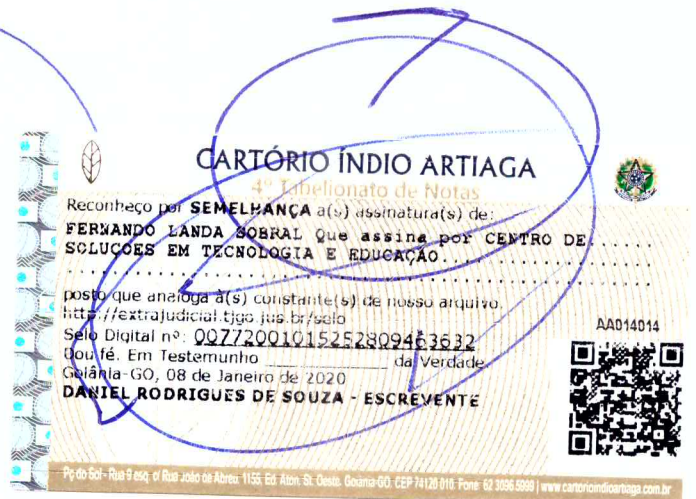 CARTÓRIO ÍNDIO ARTIAGA
4º Tabelionato de Notas
Reconheço por SEMELHANÇA a(s) assinatura(s) de:
FERNANDO LANDA SOBRAL Que assina por CENTRO DE......
SOLUÇOES EM TECNOLOGIA E EDUCAÇÃO....................
posto que análoga à(s) constante(s) de nosso arquivo.
http://extrajudicial.tjgo.jus.br/selo
AA014014
Selo Digital nº: 00772001015252809463632
Dou fé. Em Testemunho __________ da Verdade.
Goiânia-GO, 08 de Janeiro de 2020
DANIEL RODRIGUES DE SOUZA - ESCREVENTE
Pç do Sol - Rua 9 esq. c/ Rua João de Abreu, 1155, Ed. Aton, St. Oeste, Goiânia-GO, CEP 74120 010. Fone: 62 3096 5999 | www.cartorioindioartiaga.com.br